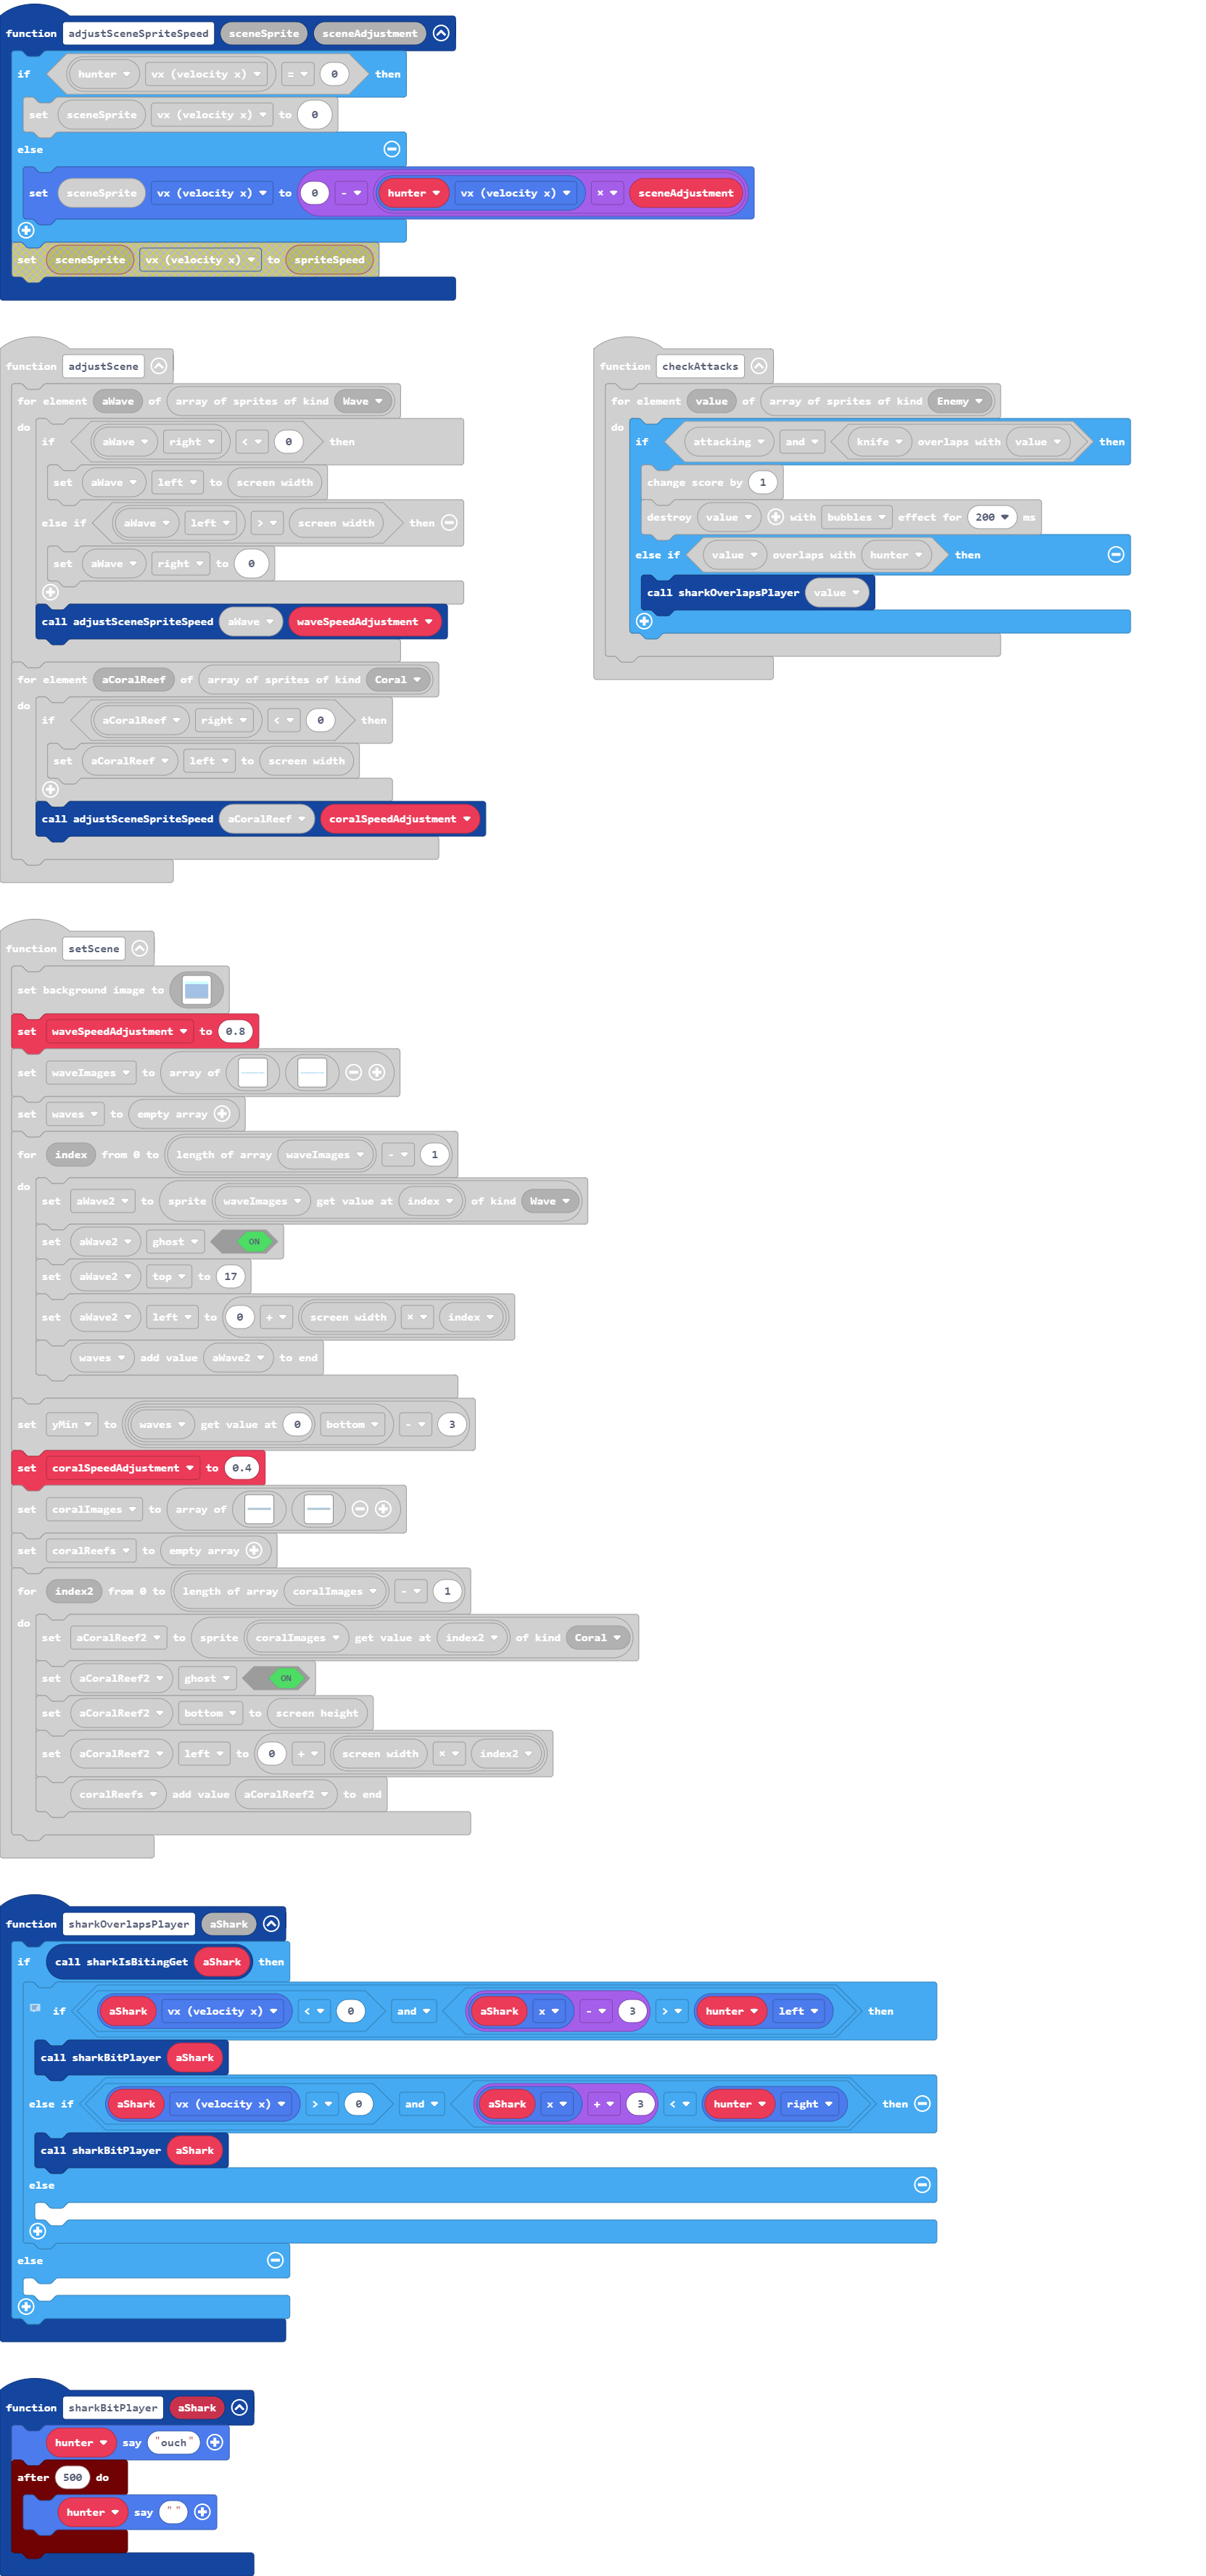 function adjustSceneSpriteSpeed sceneSprite sceneAdjustment
if hunter vx (velocity x) = 0 then
set sceneSprite vx (velocity x) to 0
else
set sceneSprite vx (velocity x) to 0 - hunter vx (velocity x) × sceneAdjustment
set sceneSprite vx (velocity x) to spriteSpeed
function adjustScene
for element aWave of array of sprites of kind Wave
do
if aWave right < 0 then
set aWave left to screen width
else if aWave left > screen width then
set aWave right to 0
call adjustSceneSpriteSpeed aWave waveSpeedAdjustment
for element aCoralReef of array of sprites of kind Coral
do
if aCoralReef right < 0 then
set aCoralReef left to screen width
call adjustSceneSpriteSpeed aCoralReef coralSpeedAdjustment
function checkAttacks
for element value of array of sprites of kind Enemy
do
if attacking and knife overlaps with value then
change score by 1
destroy value with bubbles effect for 200 ms
else if value overlaps with hunter then
call sharkOverlapsPlayer value
function setScene
set background image to
set waveSpeedAdjustment to 0.8
set waveImages to array of
set waves to empty array
for index from 0 to length of array waveImages - 1
do
set aWave2 to sprite waveImages get value at index of kind Wave
set aWave2 ghost ON
set aWave2 top to 17
set aWave2 left to 0 + screen width × index
waves add value aWave2 to end
set yMin to waves get value at 0 bottom - 3
set coralSpeedAdjustment to 0.4
set coralImages to array of
set coralReefs to empty array
for index2 from 0 to length of array coralImages - 1
do
set aCoralReef2 to sprite coralImages get value at index2 of kind Coral
set aCoralReef2 ghost ON
set aCoralReef2 bottom to screen height
set aCoralReef2 left to 0 + screen width × index2
coralReefs add value aCoralReef2 to end
function sharkOverlapsPlayer aShark
if call sharkIsBitingGet aShark then
if aShark vx (velocity x) < 0 and aShark x - 3 > hunter left then
call sharkBitPlayer aShark
else if aShark vx (velocity x) > 0 and aShark x + 3 < hunter right then
call sharkBitPlayer aShark
else
else
function sharkBitPlayer aShark
hunter say "ouch"
after 500 do
hunter say " "